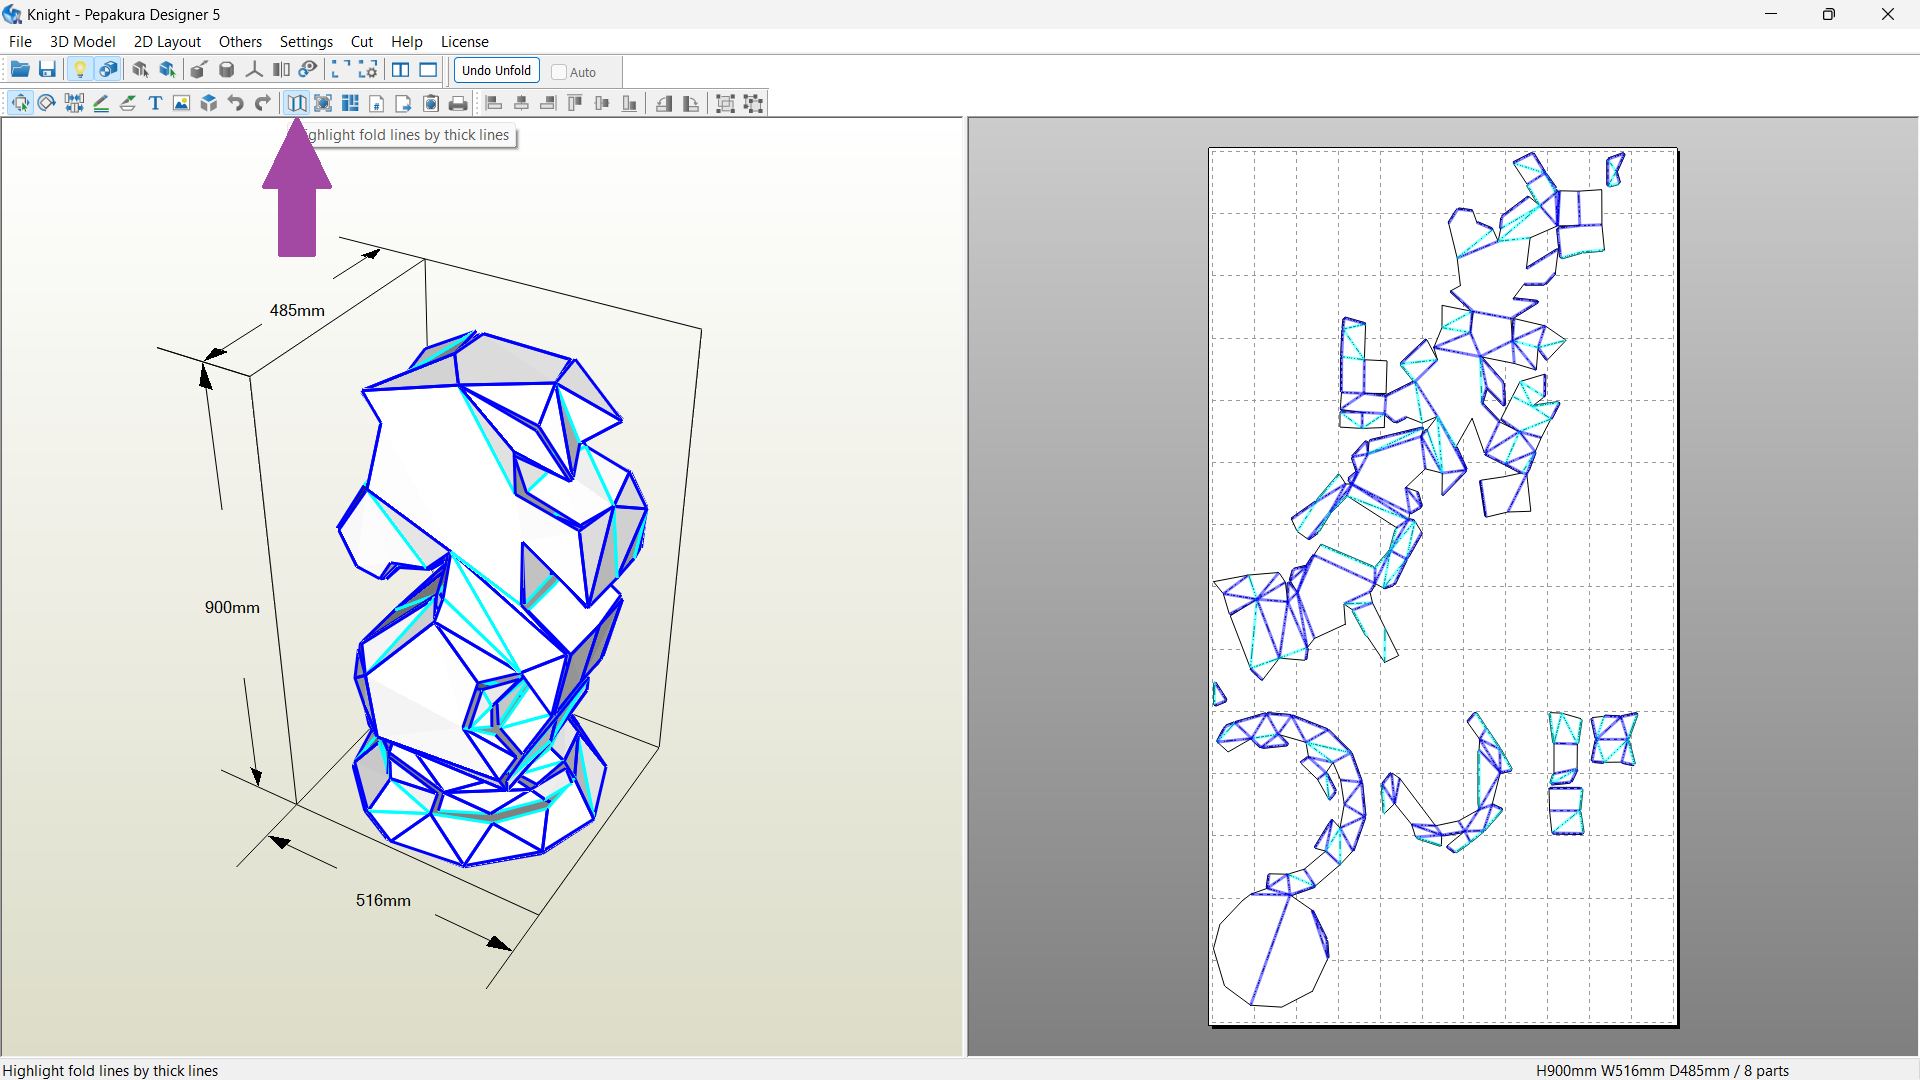 Knight - Pepakura Designer 5
File 3D Model 2D Layout Others Settings Cut Help License
Undo Unfold Auto
ghlight fold lines by thick lines
485mm
900mm
516mm
Highlight fold lines by thick lines
H900mm W516mm D485mm / 8 parts